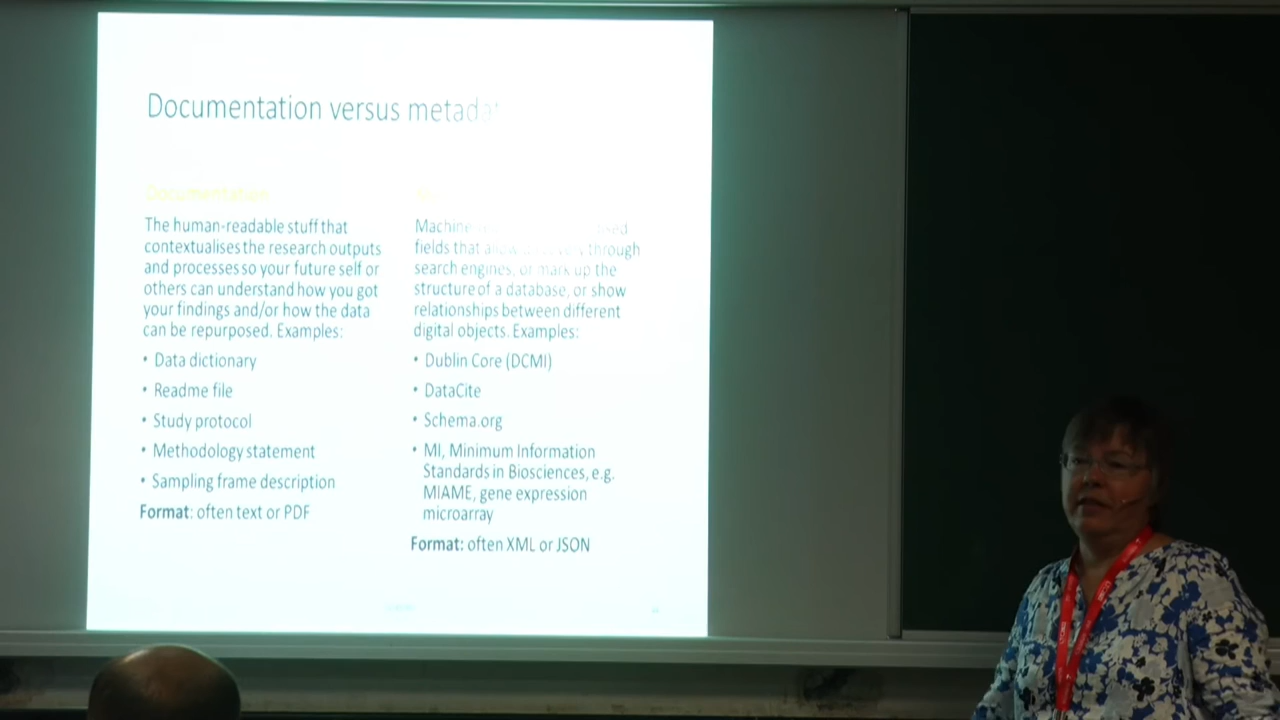 Documentation versus metadat
Documentation
The human-readable stuff that
contextualises the research outputs
and processes so your future self or
others can understand how you got
your findings and/or how the data
can be repurposed. Examples:
• Data dictionary
• Readme file
• Study protocol
• Methodology statement
• Sampling frame description
Format: often text or PDF
Machine
fields that allow through
search engines, or mark up the
structure of a database, or show
relationships between different
digital objects. Examples:
• Dublin Core (DCMI)
• DataCite
• Schema.org
• MI, Minimum Information
Standards in Biosciences, e.g.
MIAME, gene expression
microarray
Format: often XML or JSON